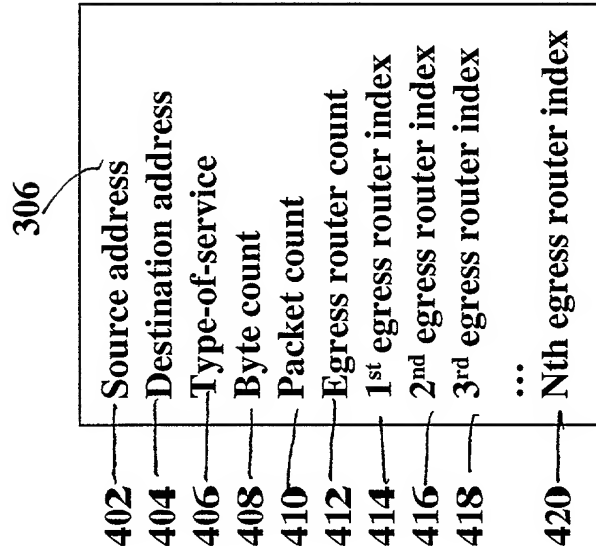 306
402 Source address
404 Destination address
406 Type-of-service
408 Byte count
410 Packet count
412 Egress router count
414 1st egress router index
416 2nd egress router index
418 3rd egress router index
...
420 Nth egress router index